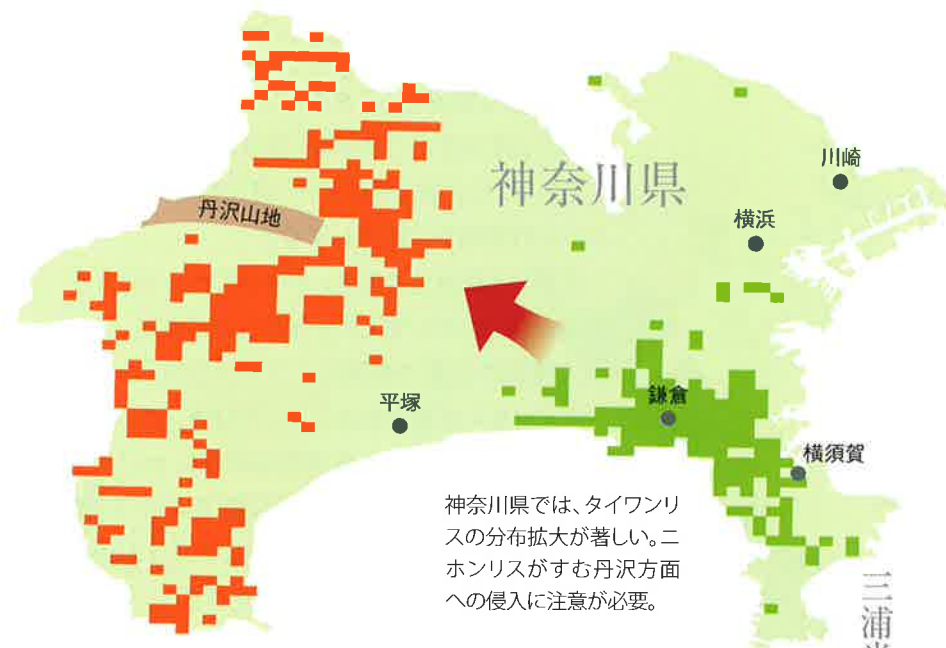 川崎
神奈川県
丹沢山地
横浜
鎌倉
平塚
横須賀
神奈川県では、タイワンリ
スの分布拡大が著しい。ニ
ホンリスがすむ丹沢方面
への侵入に注意が必要。
三浦